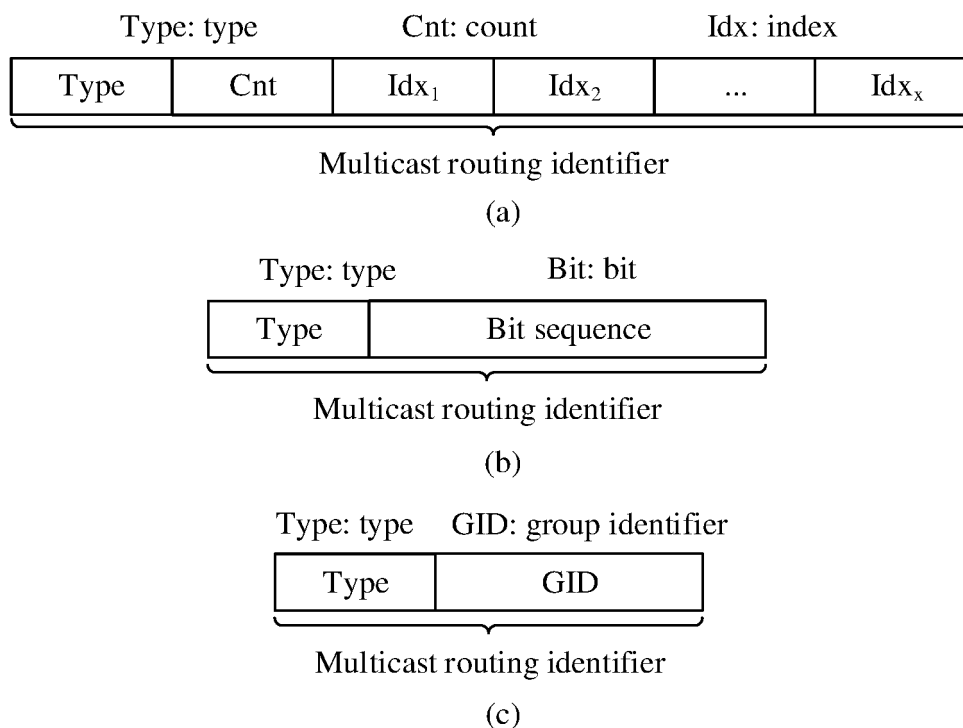 Type: type Cnt: count Idx: index
Type Cnt Idx₁ Idx₂ ... Idxₓ
Multicast routing identifier
(a)
Type: type Bit: bit
Type Bit sequence
Multicast routing identifier
(b)
Type: type GID: group identifier
Type GID
Multicast routing identifier
(c)